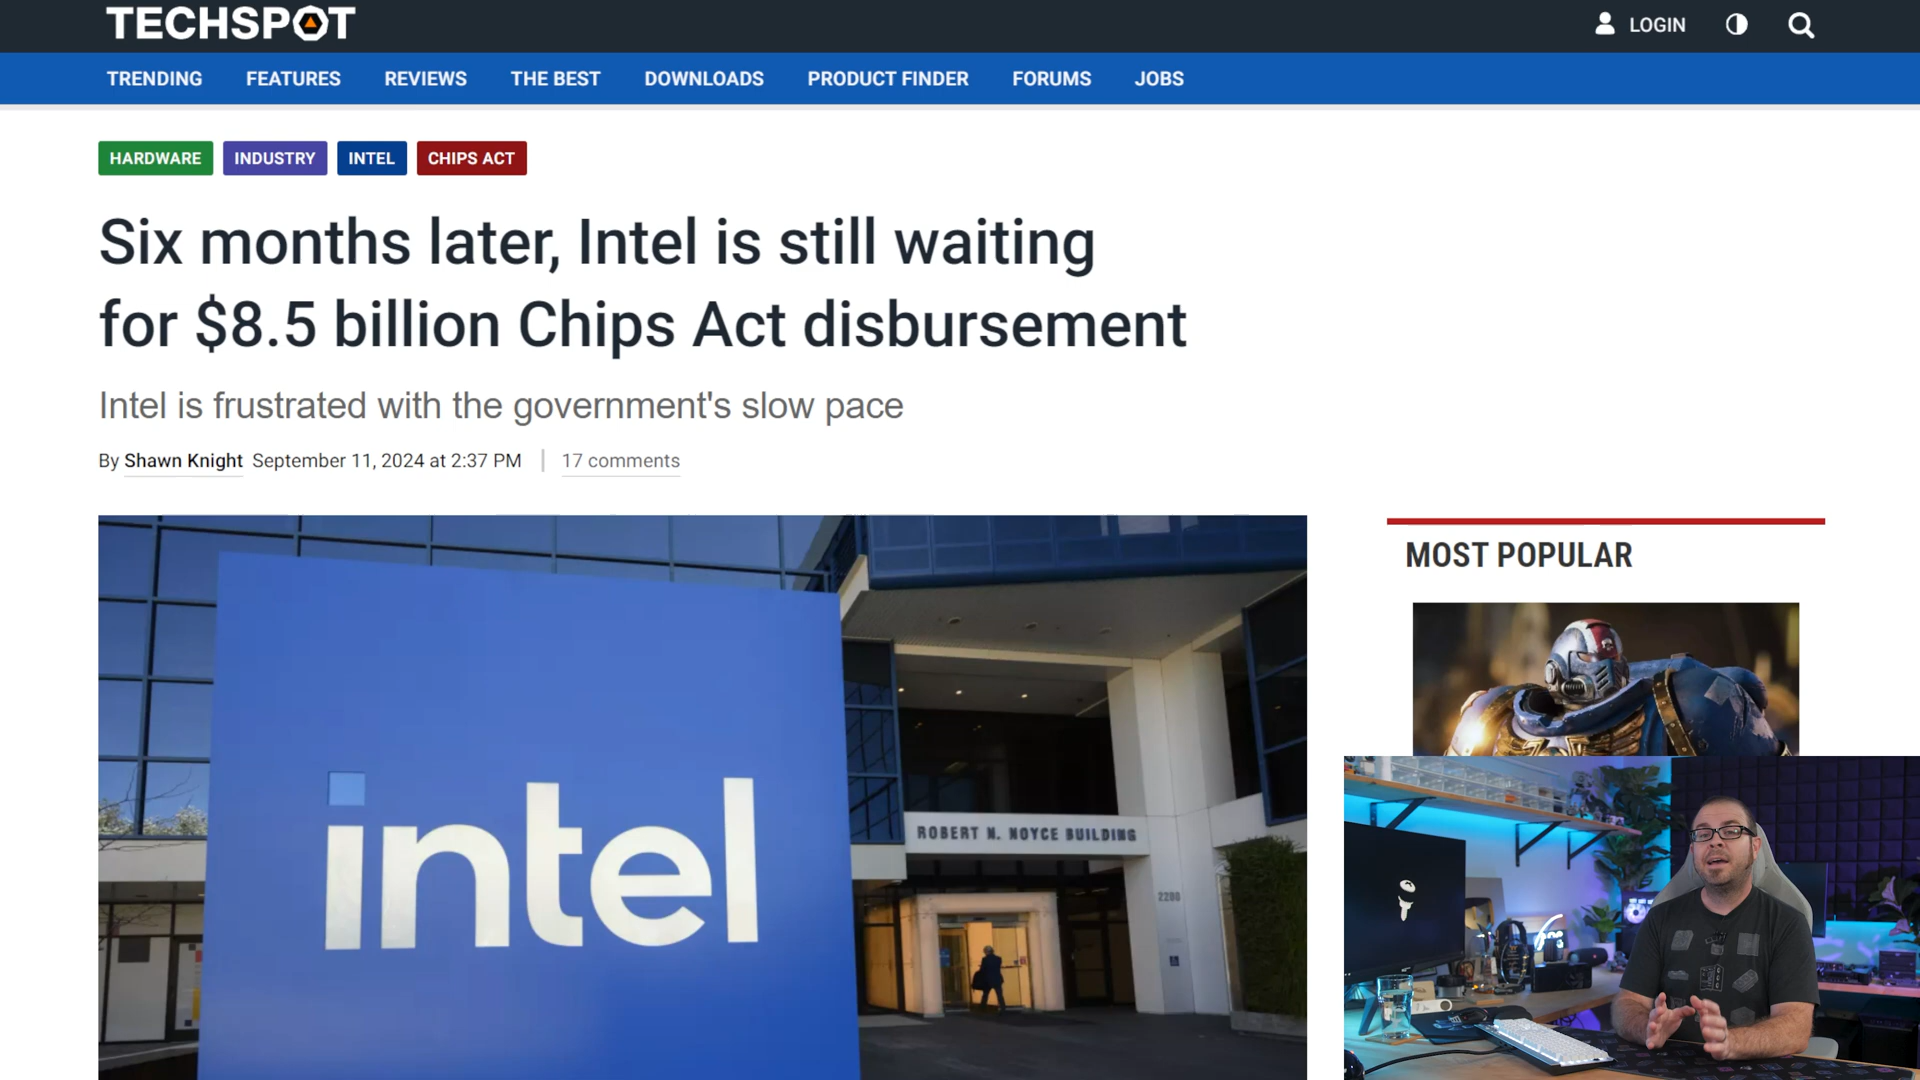 TECHSPOT
LOGIN
TRENDING FEATURES REVIEWS THE BEST DOWNLOADS PRODUCT FINDER FORUMS JOBS
HARDWARE INDUSTRY INTEL CHIPS ACT
Six months later, Intel is still waiting
for $8.5 billion Chips Act disbursement
Intel is frustrated with the government's slow pace
By Shawn Knight September 11, 2024 at 2:37 PM | 17 comments
MOST POPULAR
intel
ROBERT N. NOYCE BUILDING
2200